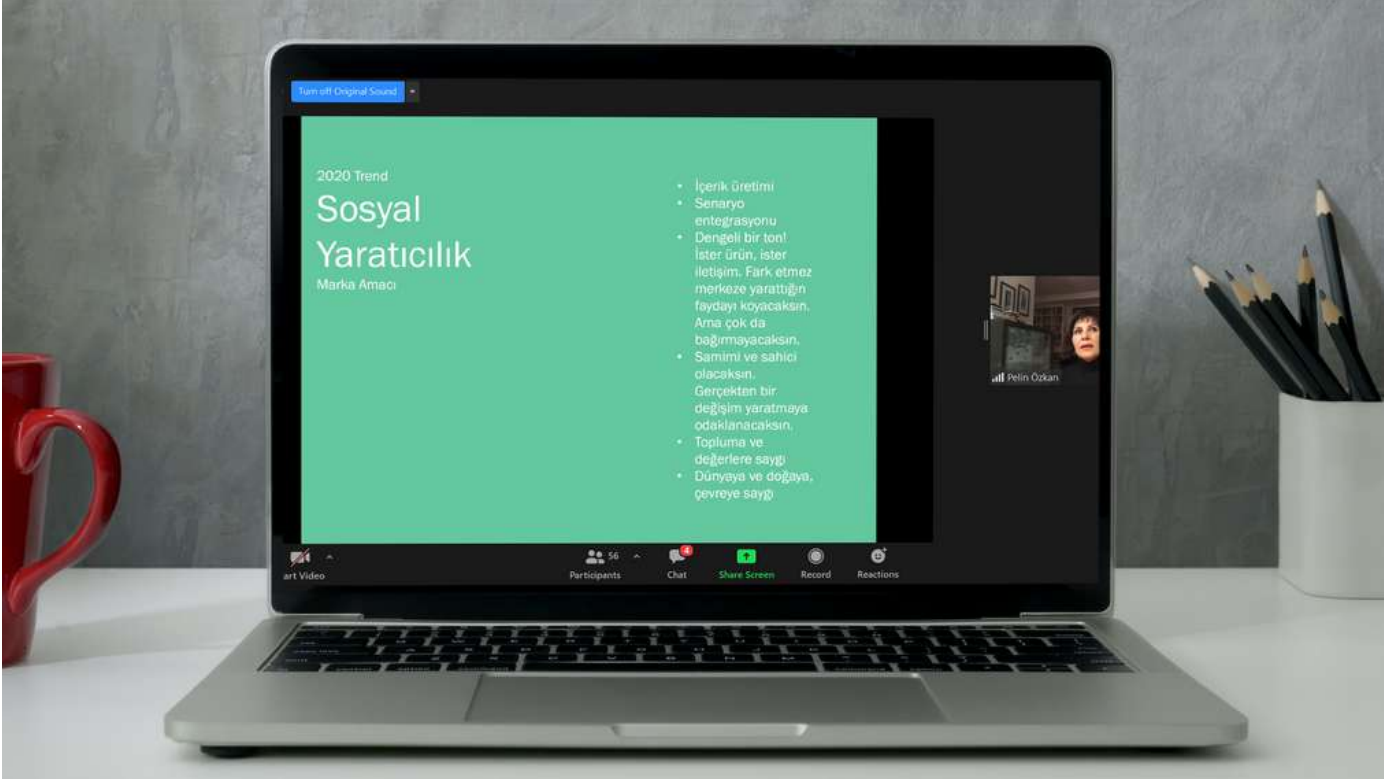 Turn off Original Sound
2020 Trend
Sosyal
Yaratıcılık
Marka Amacı
• İçerik üretimi
• Senaryo
entegrasyonu
• Dengeli bir ton!
İster ürün, ister
iletişim. Fark etmez
merkeze yarattığın
faydayı koyacaksın.
Ama çok da
bağırmayacaksın.
• Samimi ve sahici
olacaksın.
Gerçekten bir
değişim yaratmaya
odaklanacaksın.
• Topluma ve
değerlere saygı
• Dünyaya ve doğaya,
çevreye saygı
Pelin Özkan
56
4
art Video
Participants
Chat
Share Screen
Record
Reactions